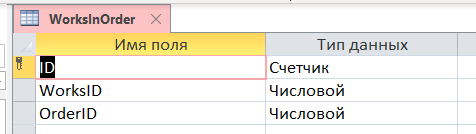 WorksInOrder
Имя поля Тип данных
ID Счетчик
WorksID Числовой
OrderID Числовой